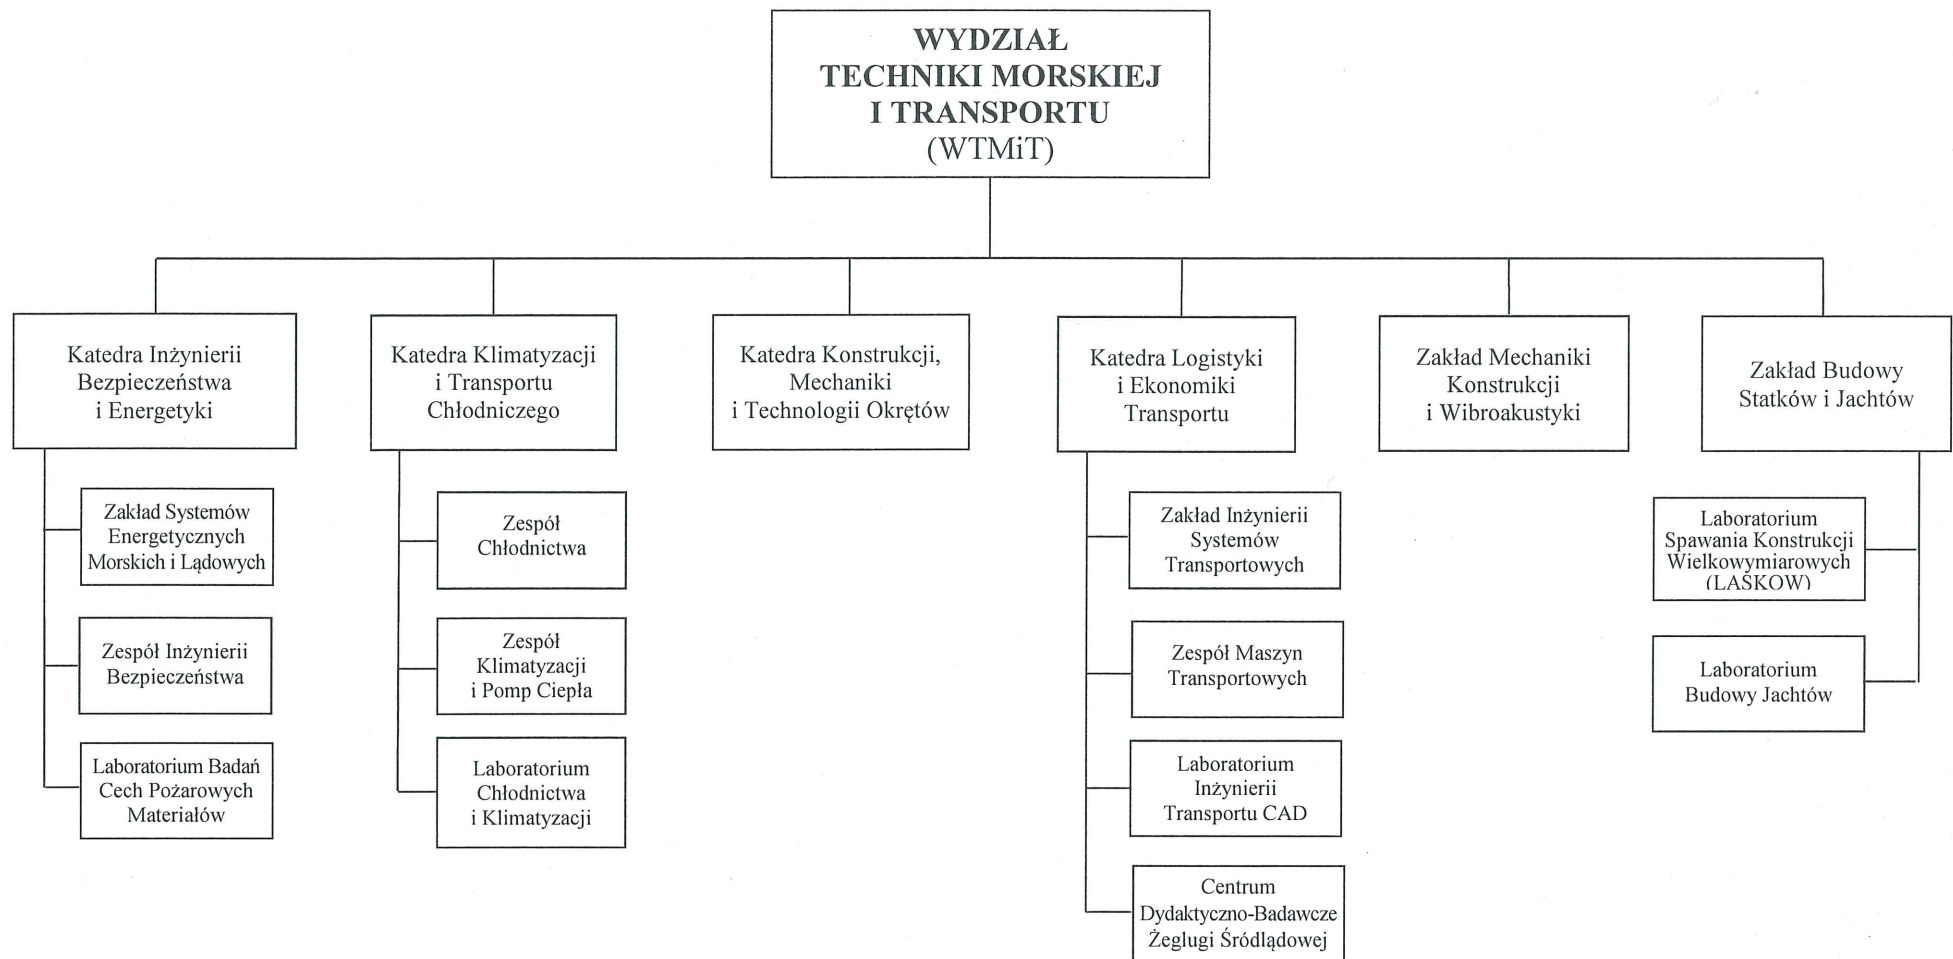 WYDZIAŁ
TECHNIKI MORSKIEJ
I TRANSPORTU
(WTMiT)
Katedra Inżynierii
Bezpieczeństwa
i Energetyki
Katedra Klimatyzacji
i Transportu
Chłodniczego
Katedra Konstrukcji,
Mechaniki
i Technologii Okrętów
Katedra Logistyki
i Ekonomiki
Transportu
Zakład Mechaniki
Konstrukcji
i Wibroakustyki
Zakład Budowy
Statków i Jachtów
Zakład Systemów
Energetycznych
Morskich i Lądowych
Zespół Inżynierii
Bezpieczeństwa
Laboratorium Badań
Cech Pożarowych
Materiałów
Zespół
Chłodnictwa
Zespół
Klimatyzacji
i Pomp Ciepła
Laboratorium
Chłodnictwa
i Klimatyzacji
Zakład Inżynierii
Systemów
Transportowych
Zespół Maszyn
Transportowych
Laboratorium
Inżynierii
Transportu CAD
Centrum
Dydaktyczno-Badawcze
Żeglugi Śródlądowej
Laboratorium
Spawania Konstrukcji
Wielkowymiarowych
(LASKOW)
Laboratorium
Budowy Jachtów